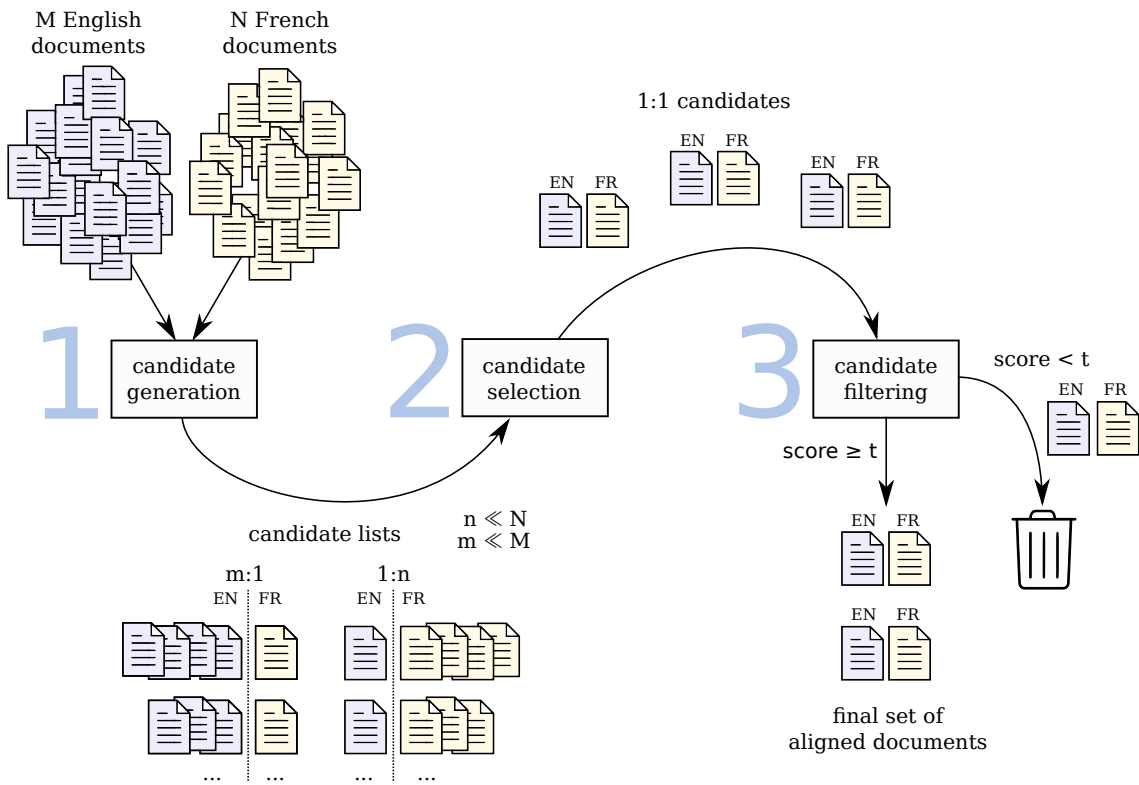 M English
documents
N French
documents
1:1 candidates
EN FR
EN FR
EN FR
1
candidate
generation
2
candidate
selection
3
candidate
filtering
score < t
EN FR
score ≥ t
candidate lists
n ≪ N
m ≪ M
m:1
EN FR
1:n
EN FR
... ...
... ...
EN FR
EN FR
final set of
aligned documents